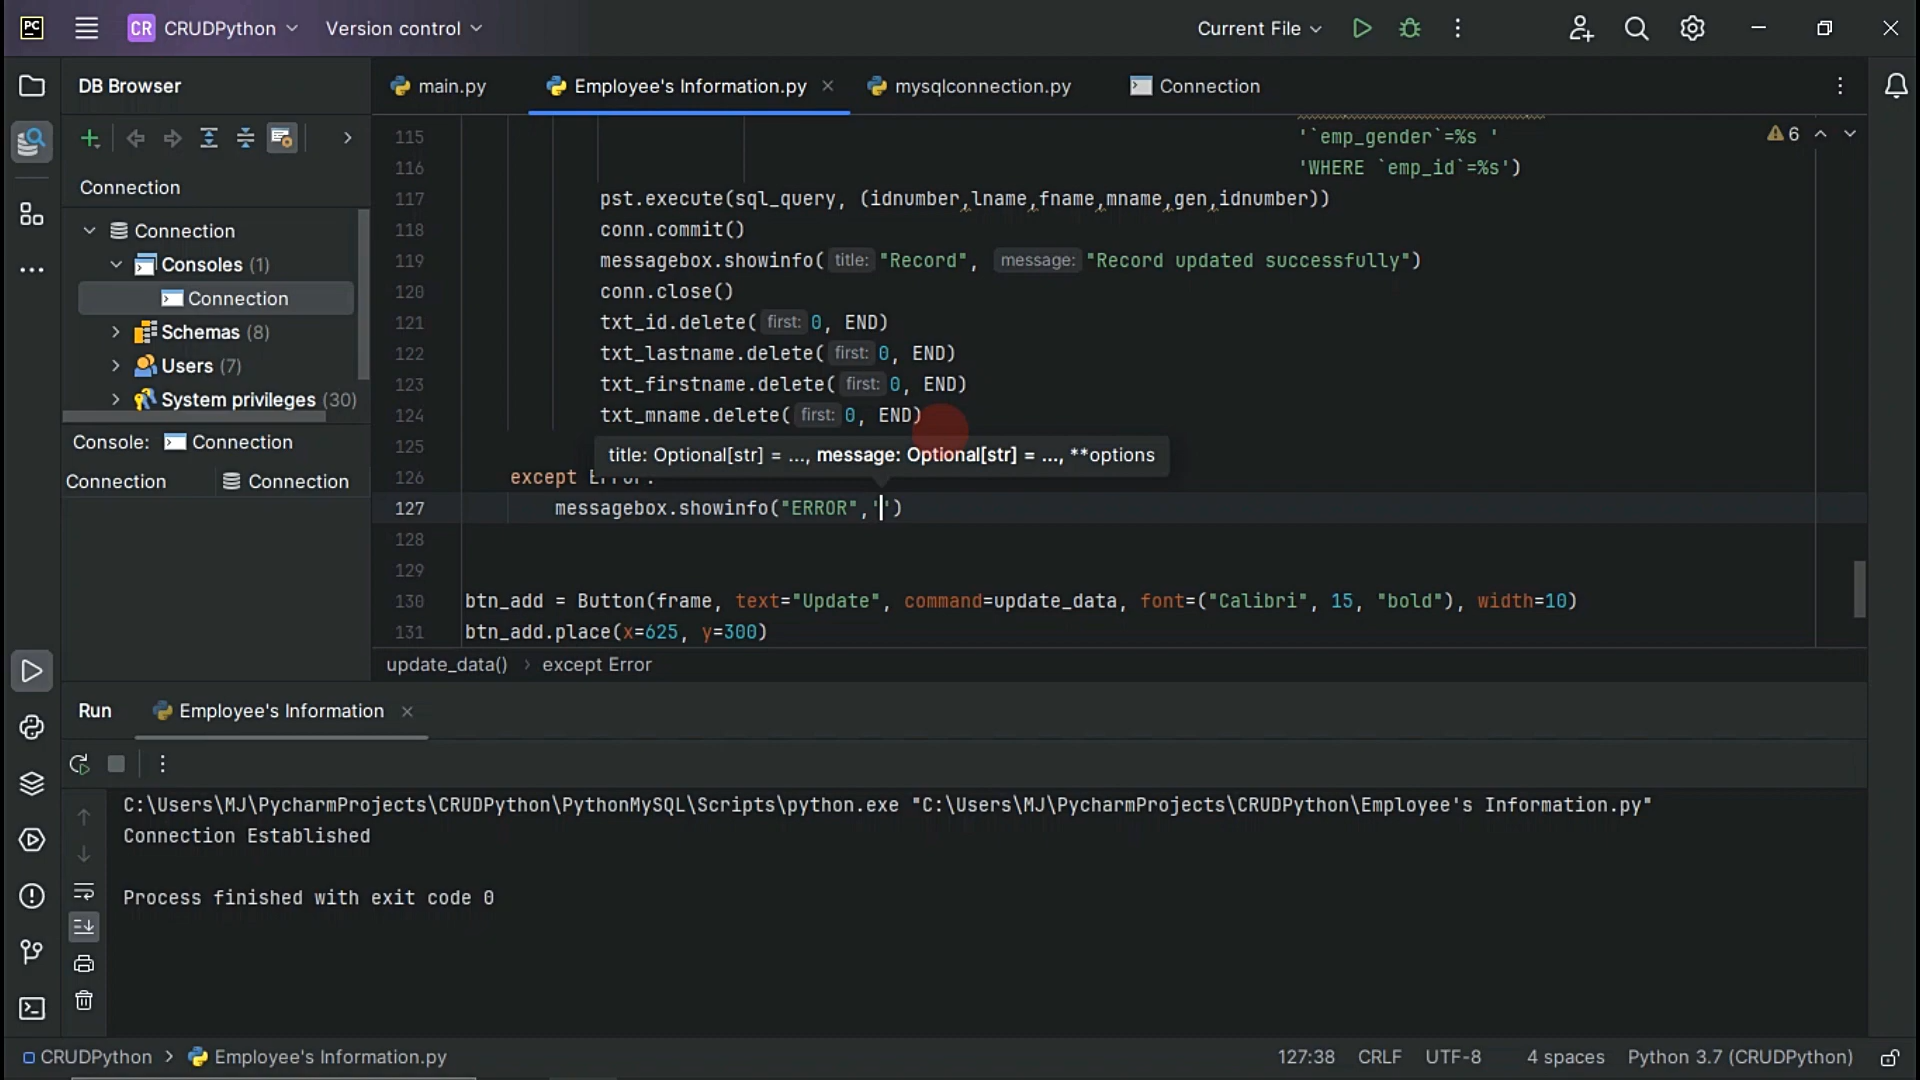 PC CR CRUDPython Version control Current File
DB Browser
main.py Employee's Information.py mysqlconnection.py Connection
Connection
Connection
Consoles (1)
Connection
Schemas (8)
Users (7)
System privileges (30)
Console: Connection
Connection Connection
6
115 '`emp_gender`=%s '
116 'WHERE `emp_id`=%s')
117 pst.execute(sql_query, (idnumber,lname,fname,mname,gen,idnumber))
118 conn.commit()
119 messagebox.showinfo( title: "Record", message: "Record updated successfully")
120 conn.close()
121 txt_id.delete( first: 0, END)
122 txt_lastname.delete( first: 0, END)
123 txt_firstname.delete( first: 0, END)
124 txt_mname.delete( first: 0, END)
125
title: Optional[str] = ..., message: Optional[str] = ..., **options
126 except Error:
127 messagebox.showinfo("ERROR",'')
128
129
130 btn_add = Button(frame, text="Update", command=update_data, font=("Calibri", 15, "bold"), width=10)
131 btn_add.place(x=625, y=300)
update_data() › except Error
Run Employee's Information
C:\Users\MJ\PycharmProjects\CRUDPython\PythonMySQL\Scripts\python.exe "C:\Users\MJ\PycharmProjects\CRUDPython\Employee's Information.py"
Connection Established
Process finished with exit code 0
CRUDPython > Employee's Information.py 127:38 CRLF UTF-8 4 spaces Python 3.7 (CRUDPython)